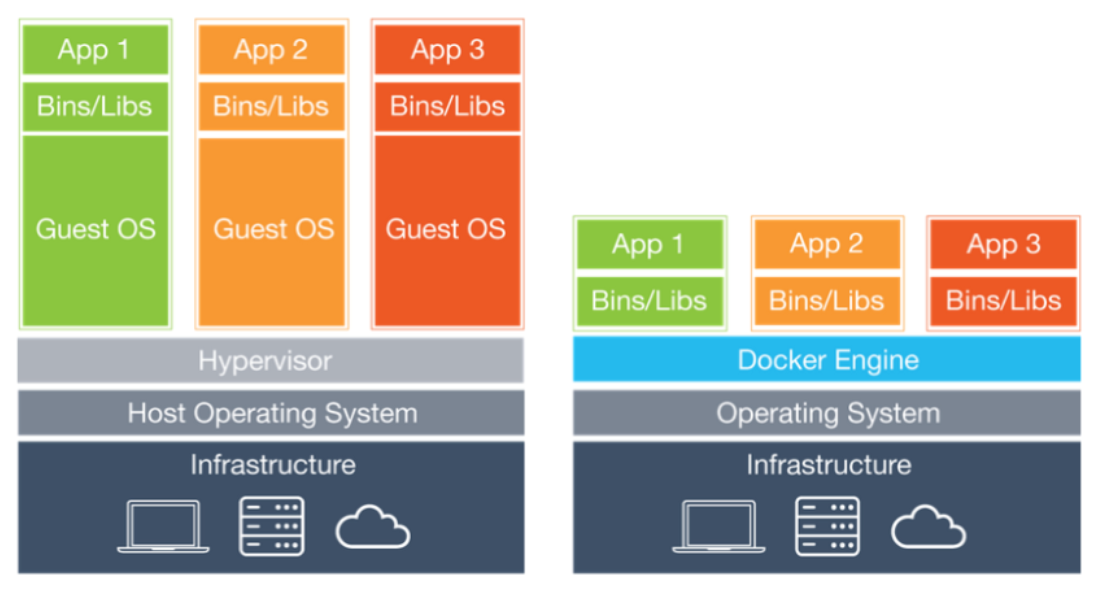 App 1
App 2
App 3
Bins/Libs
Bins/Libs
Bins/Libs
Guest OS
Guest OS
Guest OS
Hypervisor
Host Operating System
Infrastructure
App 1
App 2
App 3
Bins/Libs
Bins/Libs
Bins/Libs
Docker Engine
Operating System
Infrastructure